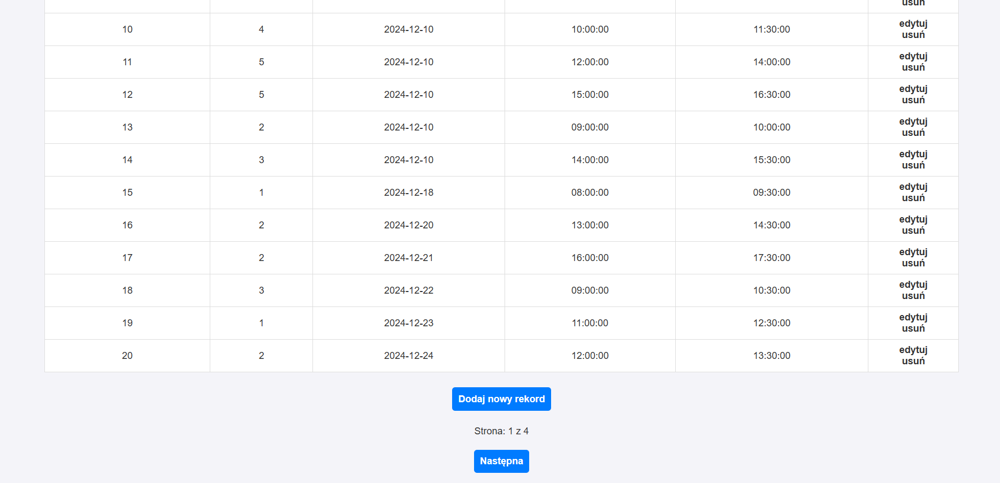 usuń
10 4 2024-12-10 10:00:00 11:30:00 edytuj
usuń
11 5 2024-12-10 12:00:00 14:00:00 edytuj
usuń
12 5 2024-12-10 15:00:00 16:30:00 edytuj
usuń
13 2 2024-12-10 09:00:00 10:00:00 edytuj
usuń
14 3 2024-12-10 14:00:00 15:30:00 edytuj
usuń
15 1 2024-12-18 08:00:00 09:30:00 edytuj
usuń
16 2 2024-12-20 13:00:00 14:30:00 edytuj
usuń
17 2 2024-12-21 16:00:00 17:30:00 edytuj
usuń
18 3 2024-12-22 09:00:00 10:30:00 edytuj
usuń
19 1 2024-12-23 11:00:00 12:30:00 edytuj
usuń
20 2 2024-12-24 12:00:00 13:30:00 edytuj
usuń
Dodaj nowy rekord
Strona: 1 z 4
Następna